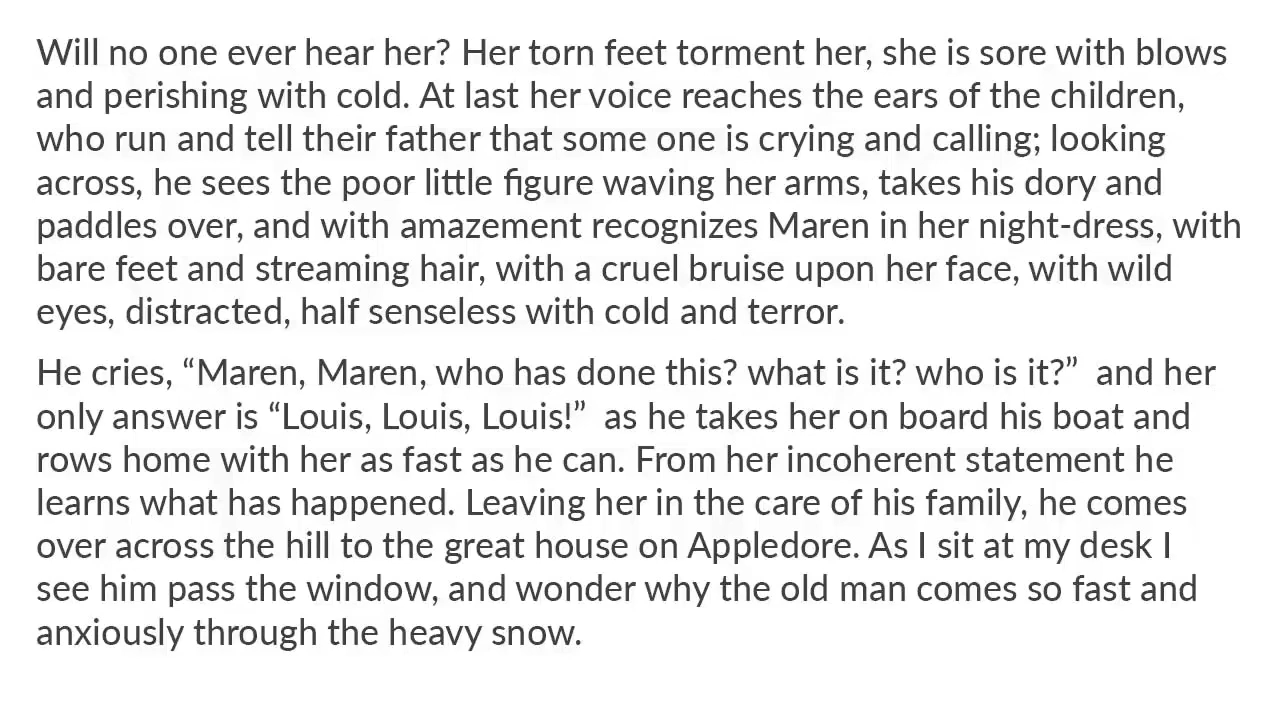 Will no one ever hear her? Her torn feet torment her, she is sore with blows
and perishing with cold. At last her voice reaches the ears of the children,
who run and tell their father that some one is crying and calling; looking
across, he sees the poor little figure waving her arms, takes his dory and
paddles over, and with amazement recognizes Maren in her night-dress, with
bare feet and streaming hair, with a cruel bruise upon her face, with wild
eyes, distracted, half senseless with cold and terror.
He cries, “Maren, Maren, who has done this? what is it? who is it?”  and her
only answer is “Louis, Louis, Louis!”  as he takes her on board his boat and
rows home with her as fast as he can. From her incoherent statement he
learns what has happened. Leaving her in the care of his family, he comes
over across the hill to the great house on Appledore. As I sit at my desk I
see him pass the window, and wonder why the old man comes so fast and
anxiously through the heavy snow.